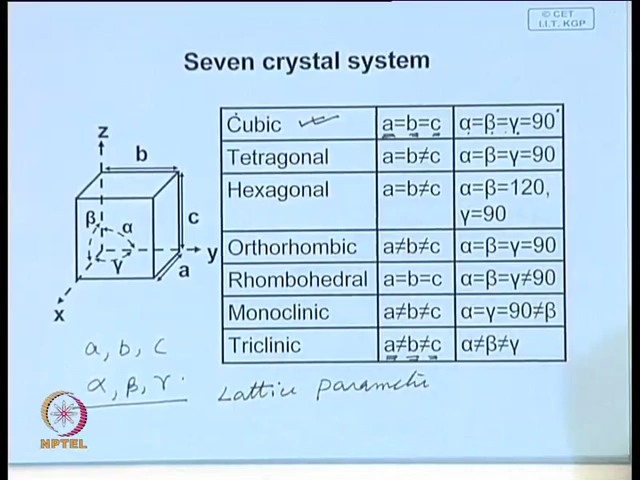 © CET
I.I.T. KGP
Seven crystal system
z
b
Cubic a=b=c α=β=γ=90°
Tetragonal a=b≠c α=β=γ=90
Hexagonal a=b≠c α=β=120,
γ=90
β α c
Orthorhombic a≠b≠c α=β=γ=90
y
γ a
Rhombohedral a=b=c α=β=γ≠90
x
Monoclinic a≠b≠c α=γ=90≠β
Triclinic a≠b≠c α≠β≠γ
a, b, c
α, β, γ. Lattice parameter
NPTEL